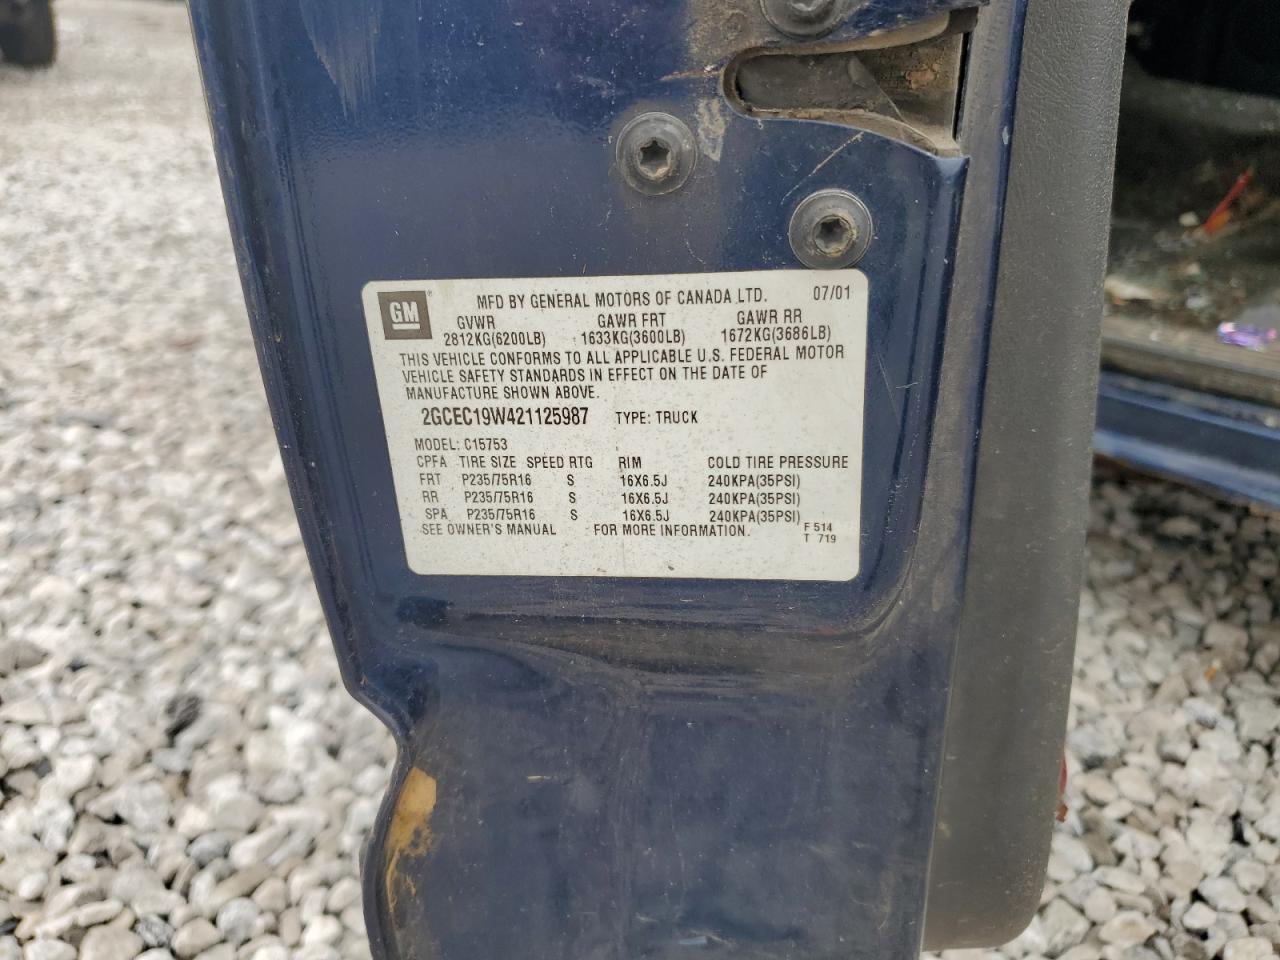 GM ® MFD BY GENERAL MOTORS OF CANADA LTD. 07/01
GVWR GAWR FRT GAWR RR
2812KG(6200LB) 1633KG(3600LB) 1672KG(3686LB)
THIS VEHICLE CONFORMS TO ALL APPLICABLE U.S. FEDERAL MOTOR
VEHICLE SAFETY STANDARDS IN EFFECT ON THE DATE OF
MANUFACTURE SHOWN ABOVE.
2GCEC19W421125987 TYPE: TRUCK
MODEL: C15753
CPFA TIRE SIZE SPEED RTG RIM COLD TIRE PRESSURE
FRT P235/75R16 S 16X6.5J 240KPA(35PSI)
RR P235/75R16 S 16X6.5J 240KPA(35PSI)
SPA P235/75R16 S 16X6.5J 240KPA(35PSI)
SEE OWNER'S MANUAL FOR MORE INFORMATION. F 514
T 719